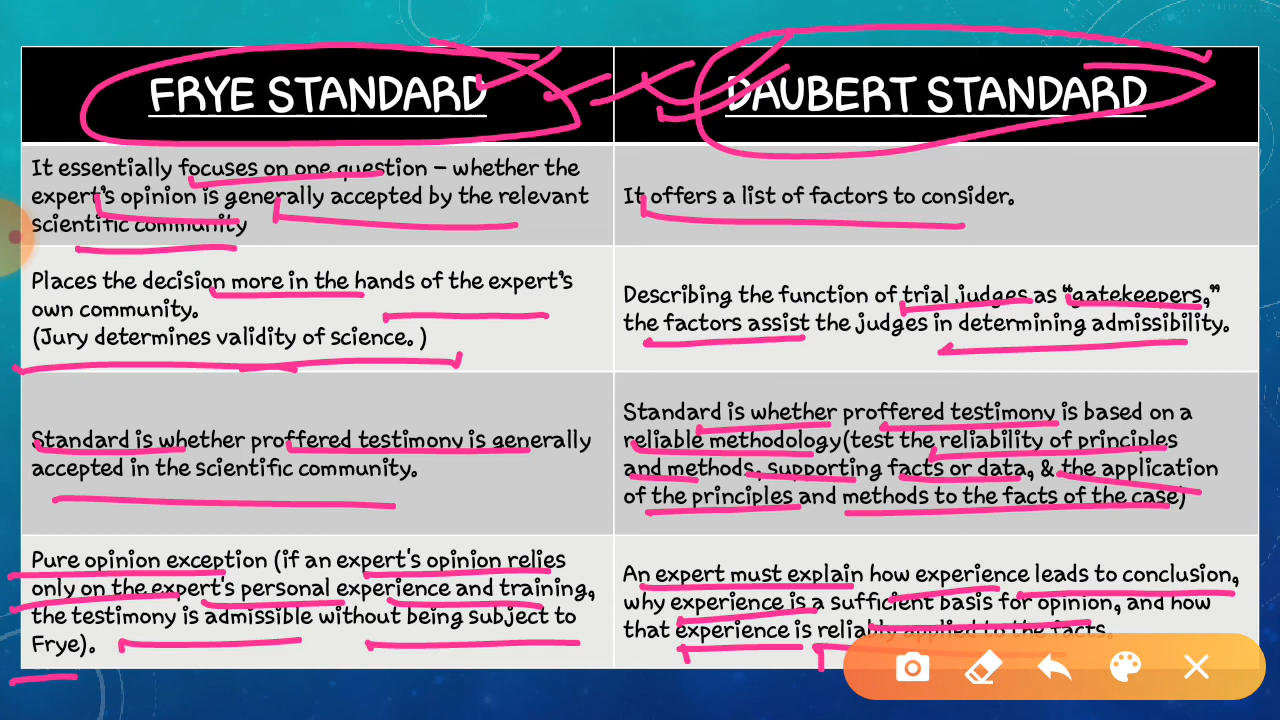 FRYE STANDARD
DAUBERT STANDARD
It essentially focuses on one question – whether the
expert's opinion is generally accepted by the relevant
scientific community
It offers a list of factors to consider.
Places the decision more in the hands of the expert's
own community.
(Jury determines validity of science. )
Describing the function of trial judges as “gatekeepers,”
the factors assist the judges in determining admissibility.
Standard is whether proffered testimony is generally
accepted in the scientific community.
Standard is whether proffered testimony is based on a
reliable methodology(test the reliability of principles
and methods, supporting facts or data, & the application
of the principles and methods to the facts of the case)
Pure opinion exception (if an expert's opinion relies
only on the expert's personal experience and training,
the testimony is admissible without being subject to
Frye).
An expert must explain how experience leads to conclusion,
why experience is a sufficient basis for opinion, and how
that experience is reliably applied to the facts.